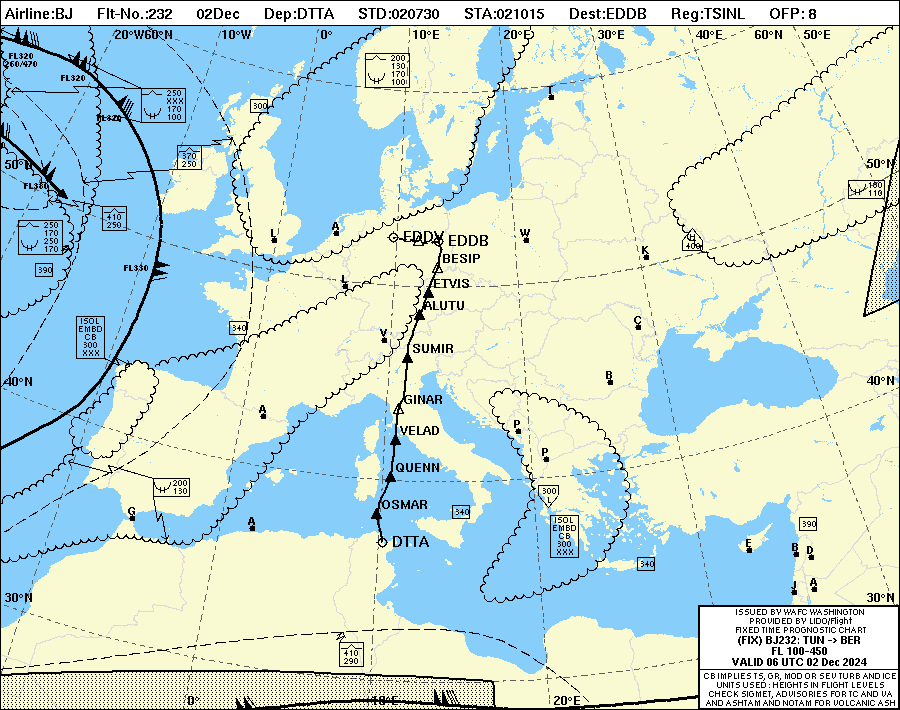 Airline:BJ Flt-No.:232 02Dec Dep:DTTA STD:020730 STA:021015 Dest:EDDB Reg:TSINL OFP: 8
20°W60°N 10°W 0° 10°E 20°E 30°E 40°E 60°N 50°E
FL320
260/470
FL320
FL320
250
XXX
170
100
200
130
170
100
300
T
370
250
50°N
50°N
FL380
180
110
410
250
250
250
170
170
L
A
EDDV
EDDB
W
H
400
K
BESIP
390
FL330
L
ETVIS
ALUTU
ISOL
EMBD
CB
300
XXX
340
V
C
SUMIR
40°N
B
40°N
GINAR
A
VELAD
P
P
QUENN
200
130
300
OSMAR
G
A
340
ISOL
EMBD
CB
300
XXX
390
DTTA
E
B
D
340
J
A
30°N
30°N
410
290
0°
10°E
20°E
ISSUED BY WAFC WASHINGTON
PROVIDED BY LIDO/Flight
FIXED TIME PROGNOSTIC CHART
(FIX) BJ232: TUN -> BER
FL 100-450
VALID 06 UTC 02 Dec 2024
CB IMPLIES TS, GR, MOD OR SEV TURB AND ICE
UNITS USED : HEIGHTS IN FLIGHT LEVELS
CHECK SIGMET, ADVISORIES FOR TC AND VA
AND ASHTAM AND NOTAM FOR VOLCANIC ASH